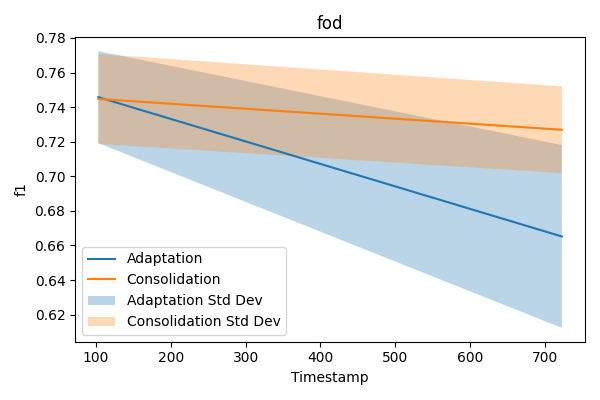 fod
0.78
0.76
0.74
0.72
0.70
0.68
0.66
0.64
0.62
f1
Adaptation
Consolidation
Adaptation Std Dev
Consolidation Std Dev
100 200 300 400 500 600 700
Timestamp